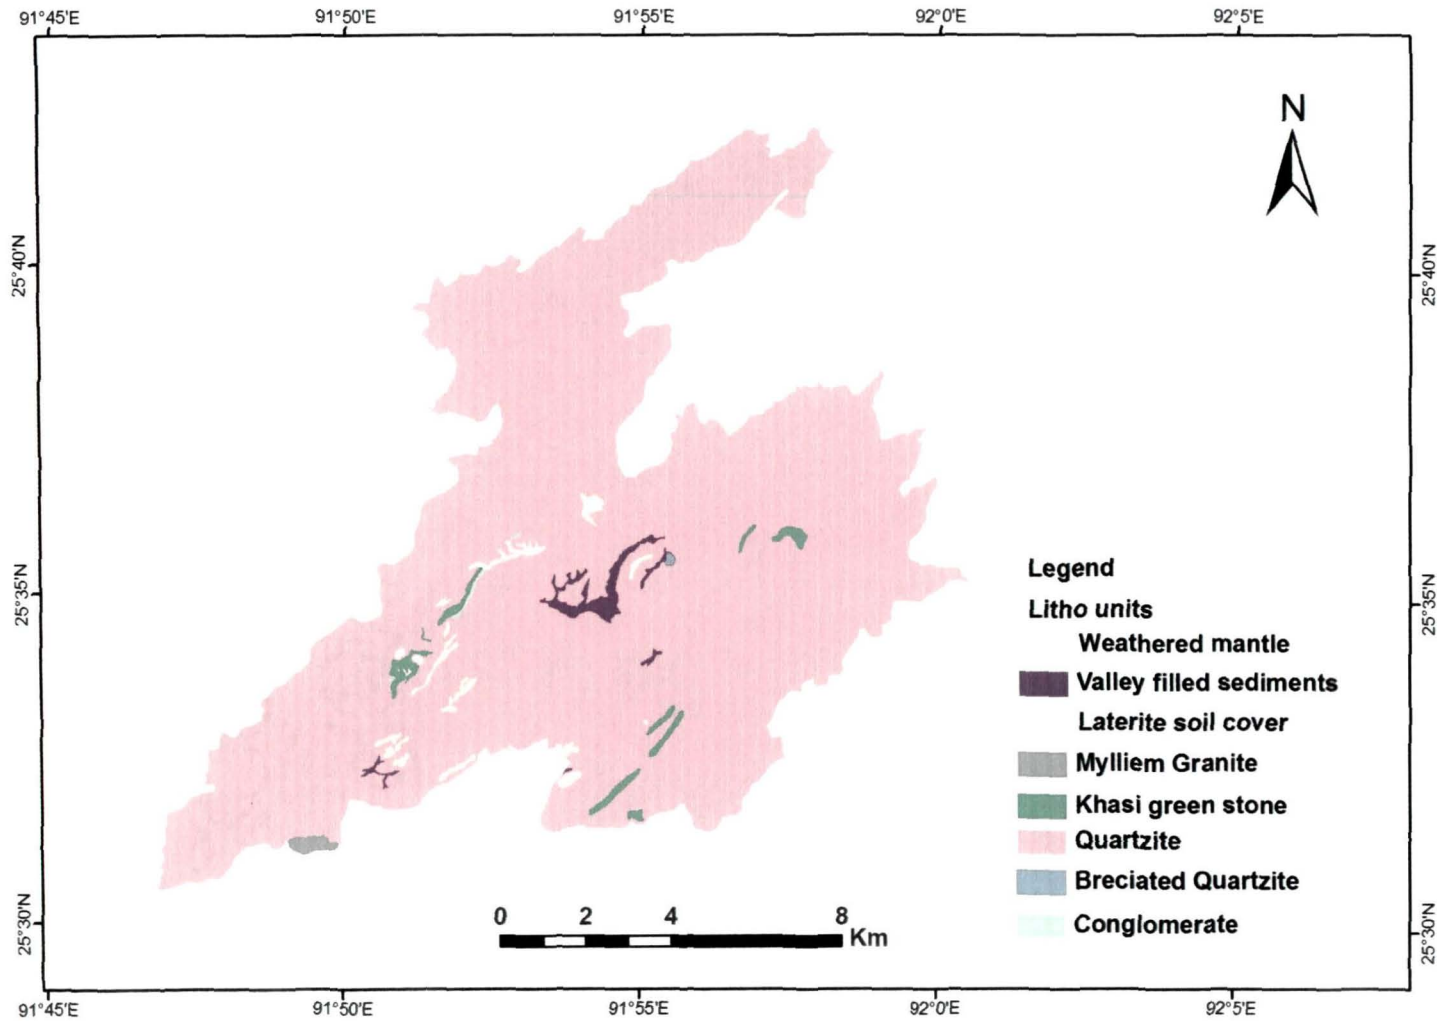 91°45'E 91°50'E 91°55'E 92°0'E 92°5'E
N
25°40'N 25°40'N
25°35'N 25°35'N
Legend
Litho units
Weathered mantle
Valley filled sediments
Laterite soil cover
Mylliem Granite
Khasi green stone
Quartzite
Breciated Quartzite
Conglomerate
0 2 4 8
Km
25°30'N 25°30'N
91°45'E 91°50'E 91°55'E 92°0'E 92°5'E